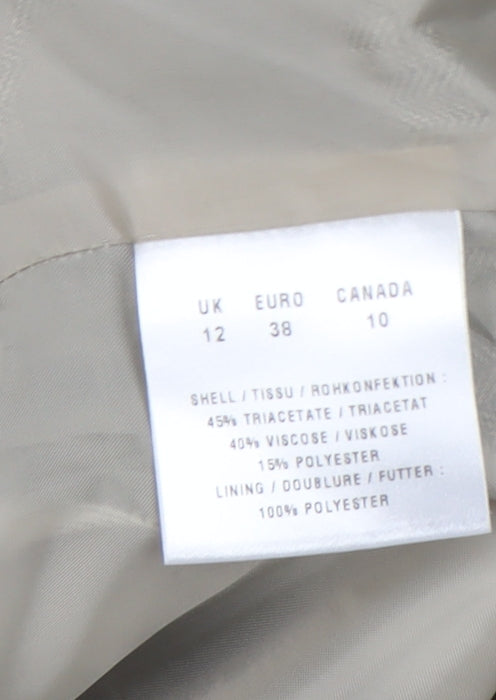 UK EURO CANADA
12 38 10
SHELL / TISSU / ROHKONFEKTION :
45% TRIACETATE / TRIACETAT
40% VISCOSE / VISKOSE
15% POLYESTER
LINING / DOUBLURE / FUTTER :
100% POLYESTER